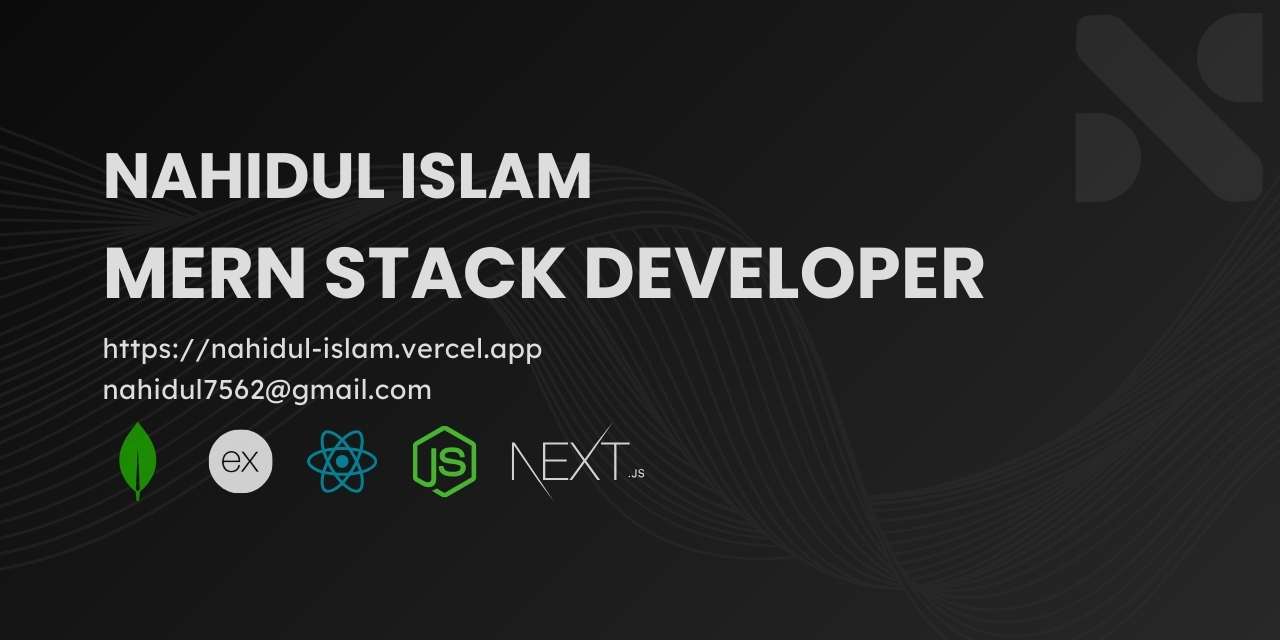 NAHIDUL ISLAM
MERN STACK DEVELOPER
https://nahidul-islam.vercel.app
nahidul7562@gmail.com
ex JS NEXT.JS